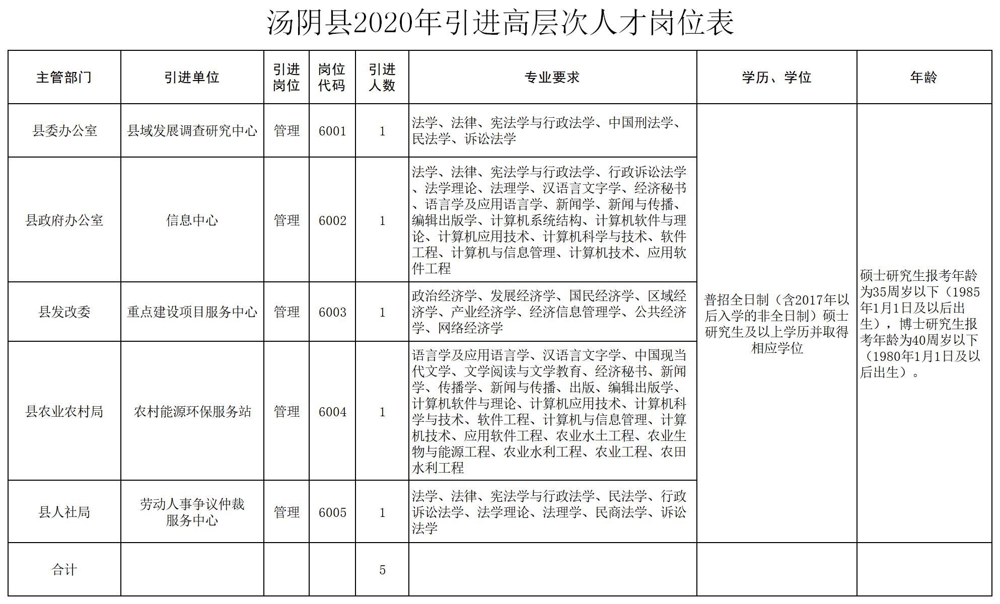 汤阴县2020年引进高层次人才岗位表
主管部门
引进单位
引进
岗位
岗位
代码
引进
人数
专业要求
学历、学位
年龄
县委办公室
县域发展调查研究中心
管理
6001
1
法学、法律、宪法学与行政法学、中国刑法学、
民法学、诉讼法学
县政府办公室
信息中心
管理
6002
1
法学、法律、宪法学与行政法学、行政诉讼法学
、法学理论、法理学、汉语言文字学、经济秘书
、语言学及应用语言学、新闻学、新闻与传播、
编辑出版学、计算机系统结构、计算机软件与理
论、计算机应用技术、计算机科学与技术、软件
工程、计算机与信息管理、计算机技术、应用软
件工程
县发改委
重点建设项目服务中心
管理
6003
1
政治经济学、发展经济学、国民经济学、区域经
济学、产业经济学、经济信息管理学、公共经济
学、网络经济学
县农业农村局
农村能源环保服务站
管理
6004
1
语言学及应用语言学、汉语言文字学、中国现当
代文学、文学阅读与文学教育、经济秘书、新闻
学、传播学、新闻与传播、出版、编辑出版学、
计算机软件与理论、计算机应用技术、计算机科
学与技术、软件工程、计算机与信息管理、计算
机技术、应用软件工程、农业水土工程、农业生
物与能源工程、农业水利工程、农业工程、农田
水利工程
县人社局
劳动人事争议仲裁
服务中心
管理
6005
1
法学、法律、宪法学与行政法学、民法学、行政
诉讼法学、法学理论、法理学、民商法学、诉讼
法学
普招全日制（含2017年以
后入学的非全日制）硕士
研究生及以上学历并取得
相应学位
硕士研究生报考年龄
为35周岁以下（1985
年1月1日及以后出
生），博士研究生报
考年龄为40周岁以下
（1980年1月1日及以
后出生）。
合计
5